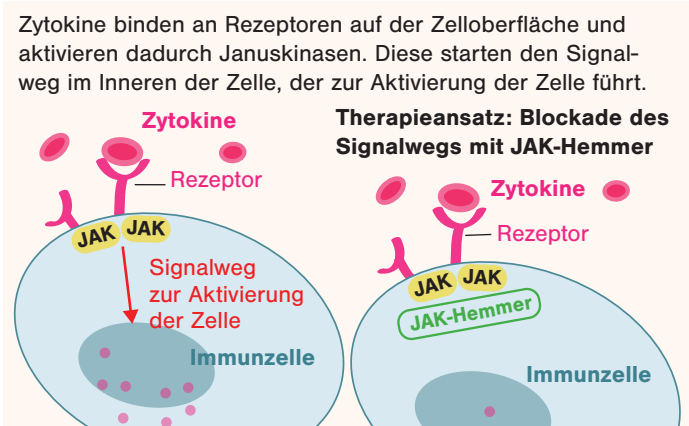 Zytokine binden an Rezeptoren auf der Zelloberfläche und
aktivieren dadurch Januskinasen. Diese starten den Signal-
weg im Inneren der Zelle, der zur Aktivierung der Zelle führt.
Zytokine
Rezeptor
JAK
JAK
Signalweg
zur Aktivierung
der Zelle
Immunzelle
Therapieansatz: Blockade des
Signalwegs mit JAK-Hemmer
Zytokine
Rezeptor
JAK
JAK
JAK-Hemmer
Immunzelle